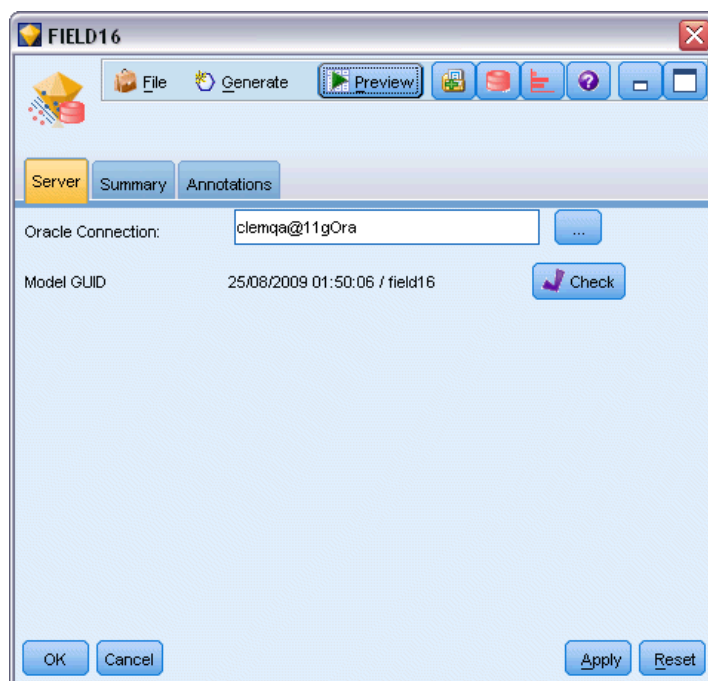 FIELD16
File Generate Preview
Server Summary Annotations
Oracle Connection: clemqa@11gOra ...
Model GUID 25/08/2009 01:50:06 / field16 Check
OK Cancel Apply Reset